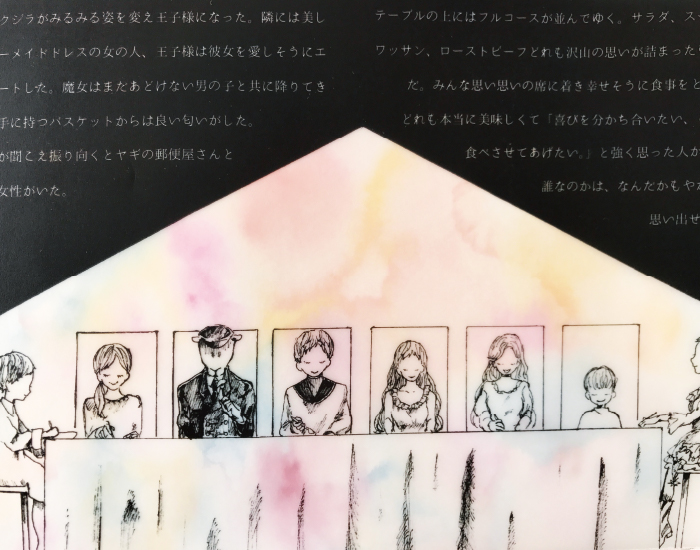 クジラがみるみる姿を変え王子様になった。隣には美し
ーメイドドレスの女の人、王子様は彼女を愛しそうにエ
ートした。魔女はまだあどけない男の子と共に降りてき
手に持つバスケットからは良い匂いがした。
が聞こえ振り向くとヤギの郵便屋さんと
女性がいた。
テーブルの上にはフルコースが並んでゆく。サラダ、ス
ワッサン、ローストビーフどれも沢山の思いが詰まった
た。みんな思い思いの席に着き幸せそうに食事をと
どれも本当に美味しくて「喜びを分かち合いたい、
食べさせてあげたい。」と強く思った人か
誰なのかは、なんだかもやか
思い出せ